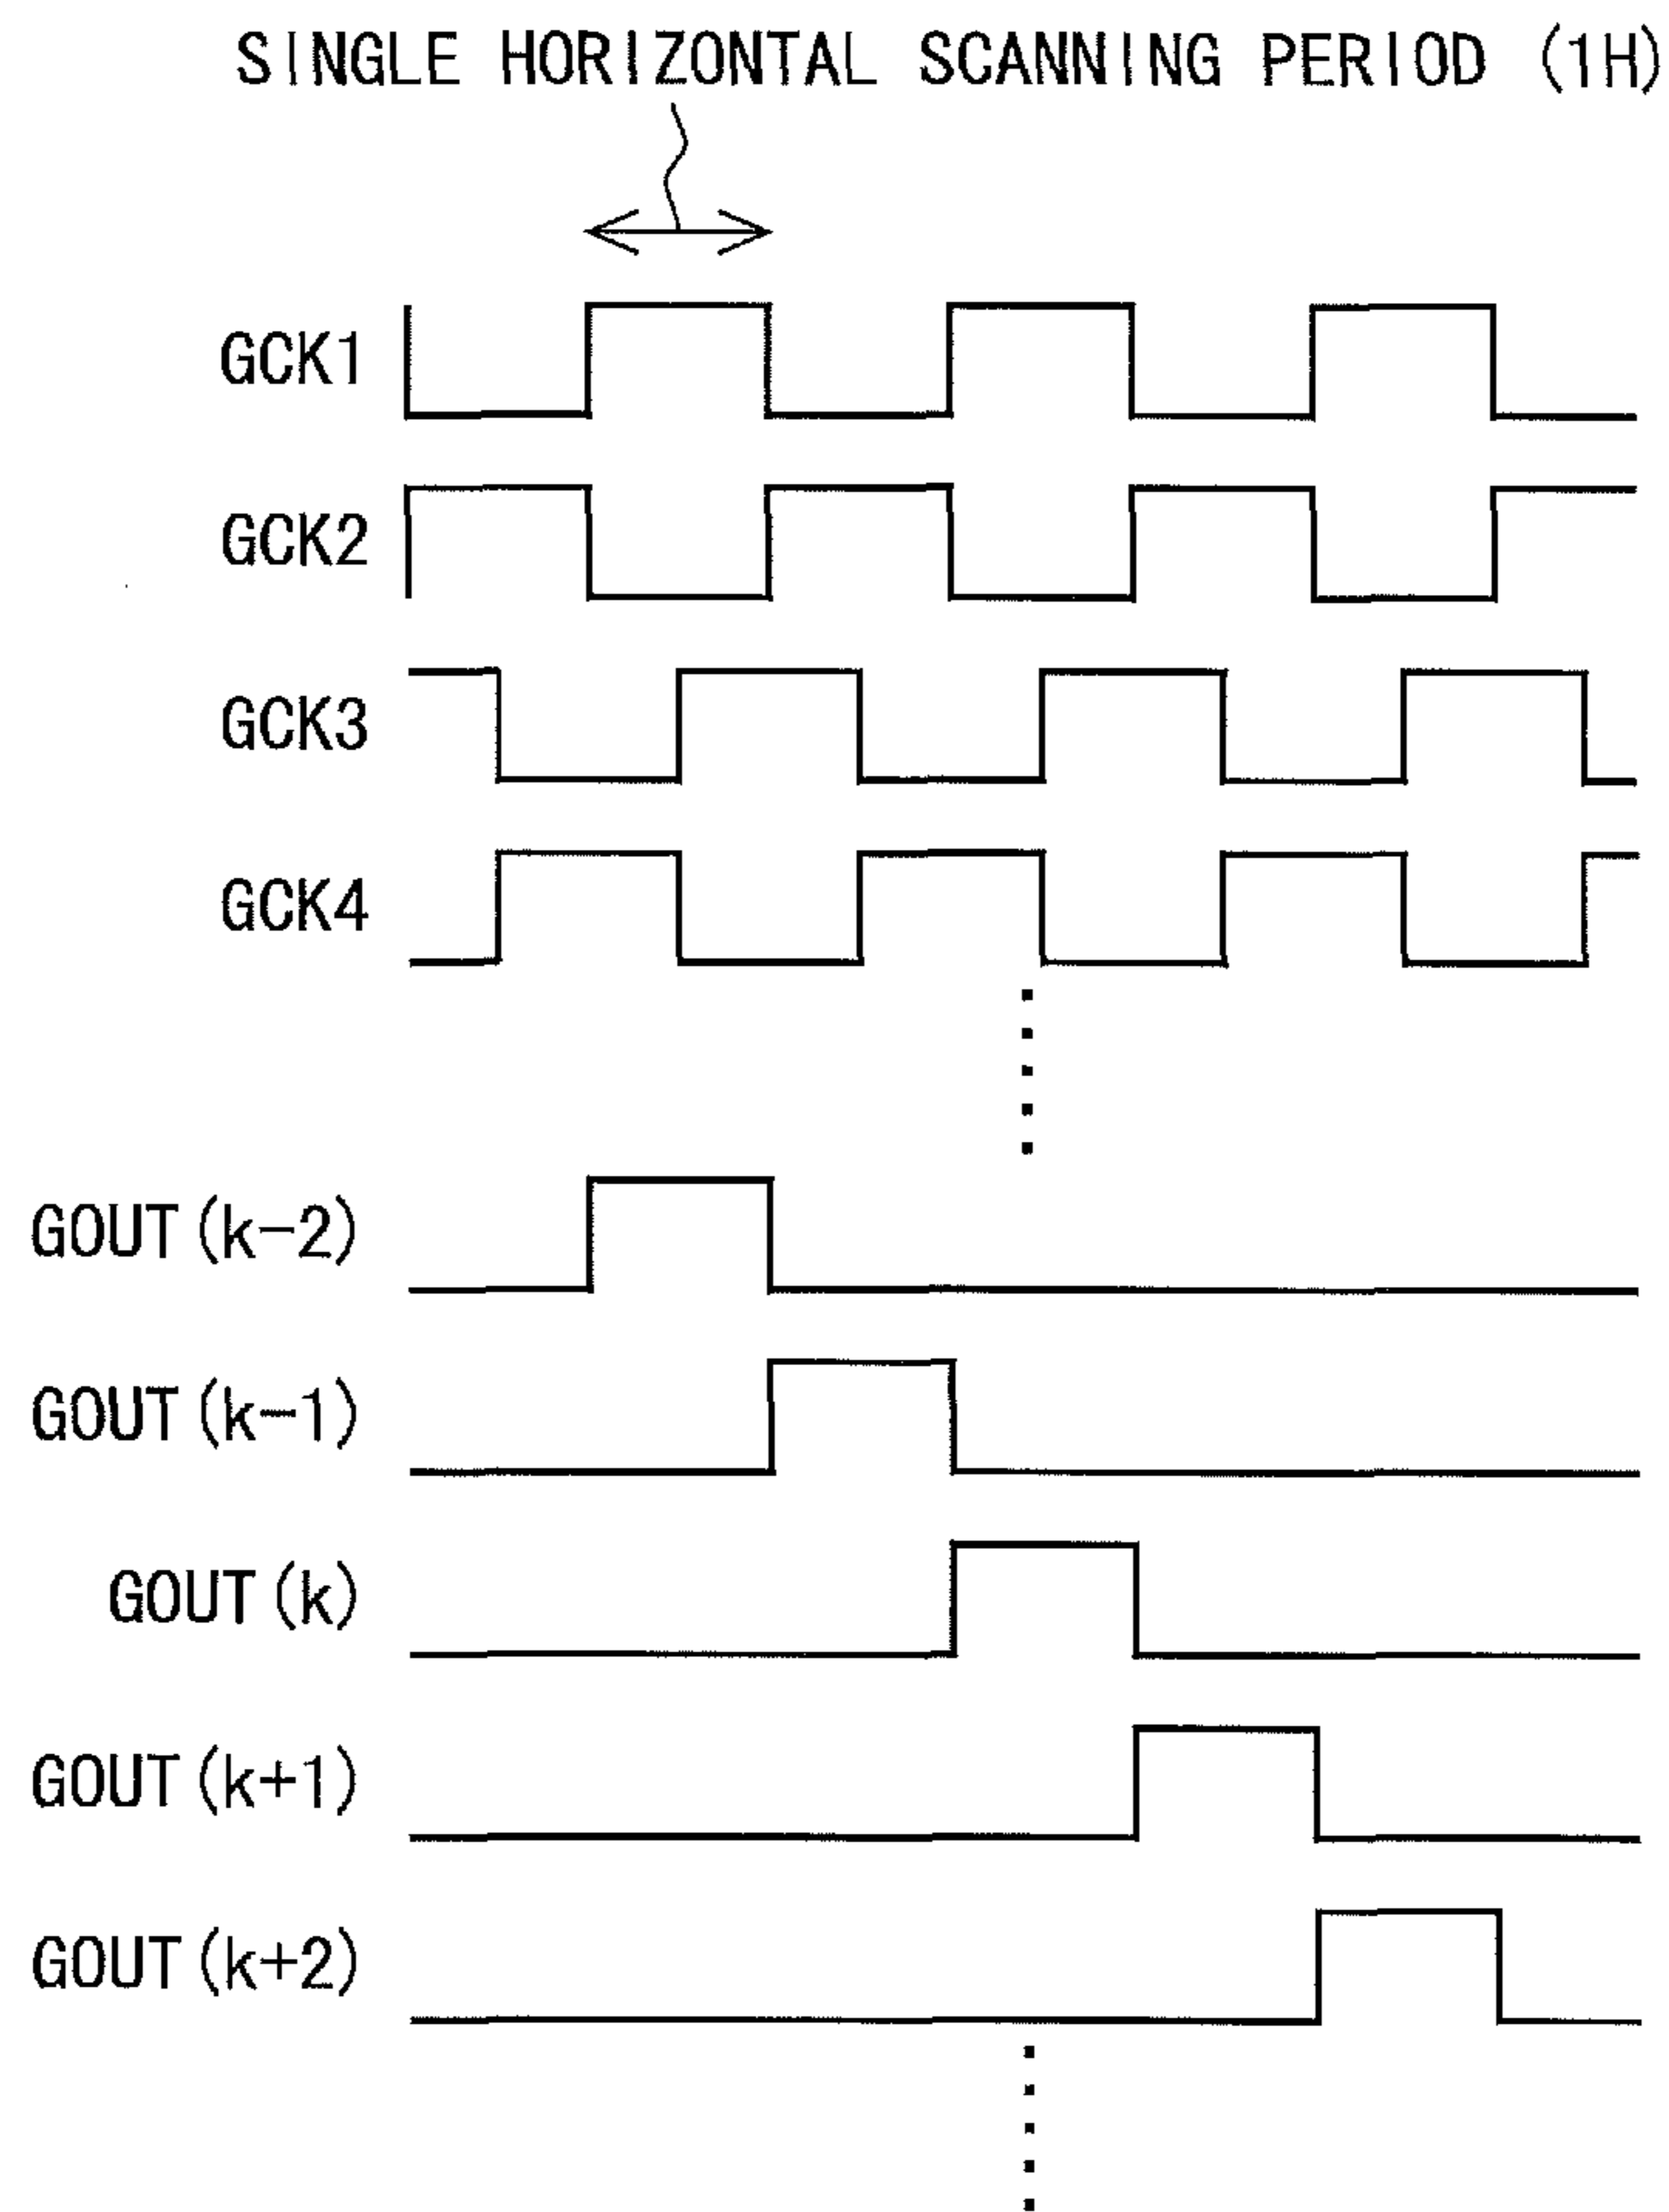 SINGLE HORIZONTAL SCANNING PERIOD (1H)
GCK1
GCK2
GCK3
GCK4
GOUT(k-2)
GOUT(k-1)
GOUT(k)
GOUT(k+1)
GOUT(k+2)